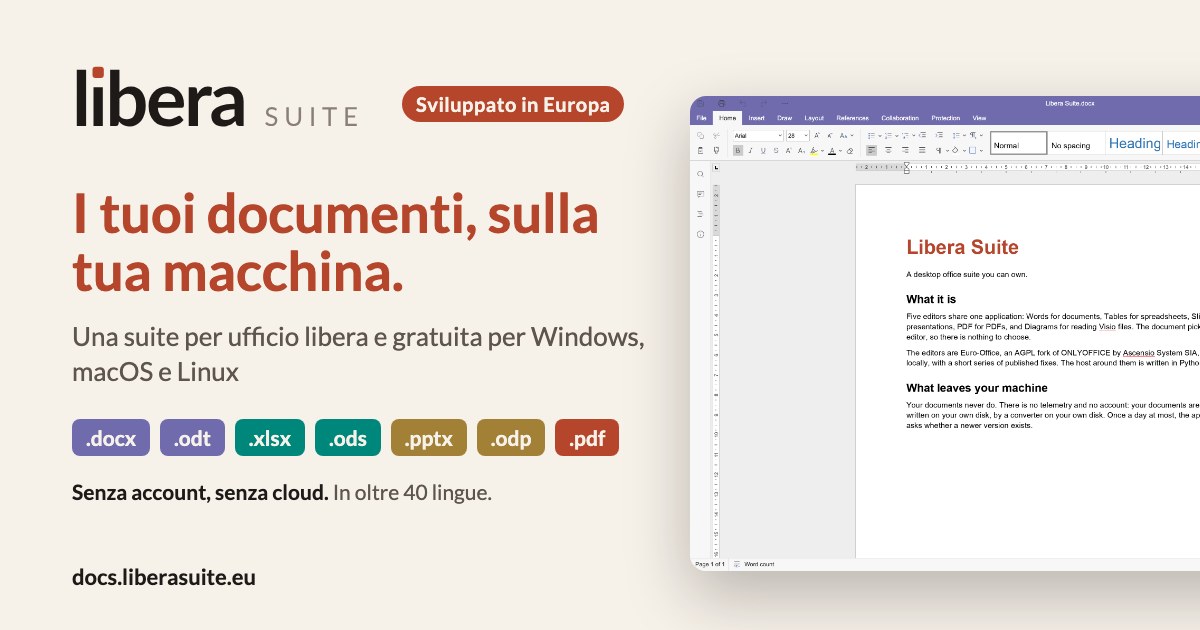 libera SUITE
Sviluppato in Europa
I tuoi documenti, sulla
tua macchina.
Una suite per ufficio libera e gratuita per Windows,
macOS e Linux
.docx .odt .xlsx .ods .pptx .odp .pdf
Senza account, senza cloud. In oltre 40 lingue.
docs.liberasuite.eu
Libera Suite.docx
File Home Insert Draw Layout References Collaboration Protection View
Arial 28
Normal No spacing Heading Headin
Libera Suite
A desktop office suite you can own.
What it is
Five editors share one application: Words for documents, Tables for spreadsheets, Sli
presentations, PDF for PDFs, and Diagrams for reading Visio files. The document pick
editor, so there is nothing to choose.
The editors are Euro-Office, an AGPL fork of ONLYOFFICE by Ascensio System SIA,
locally, with a short series of published fixes. The host around them is written in Pytho
What leaves your machine
Your documents never do. There is no telemetry and no account: your documents are
written on your own disk, by a converter on your own disk. Once a day at most, the ap
asks whether a newer version exists.
Page 1 of 1 Word count